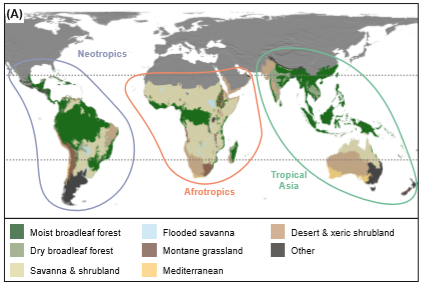 (A)
Neotropics
Afrotropics
Tropical
Asia
Moist broadleaf forest
Flooded savanna
Desert & xeric shrubland
Dry broadleaf forest
Montane grassland
Other
Savanna & shrubland
Mediterranean